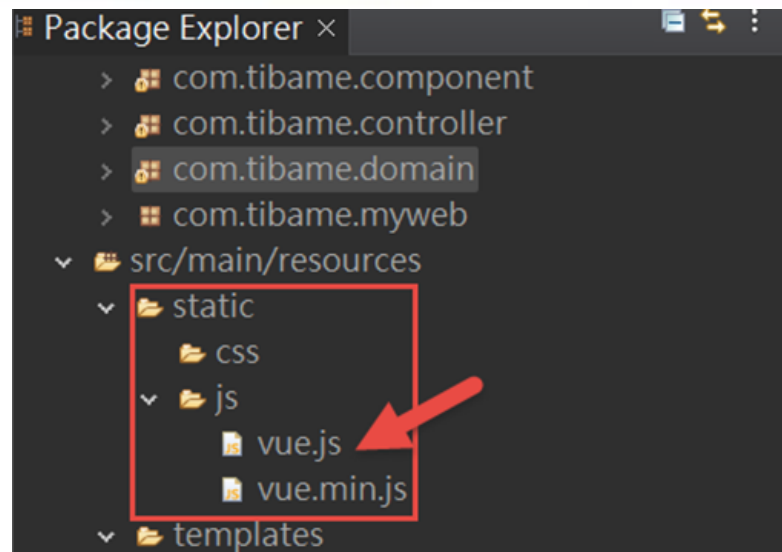 Package Explorer ×
com.tibame.component
com.tibame.controller
com.tibame.domain
com.tibame.myweb
src/main/resources
static
css
js
vue.js
vue.min.js
templates